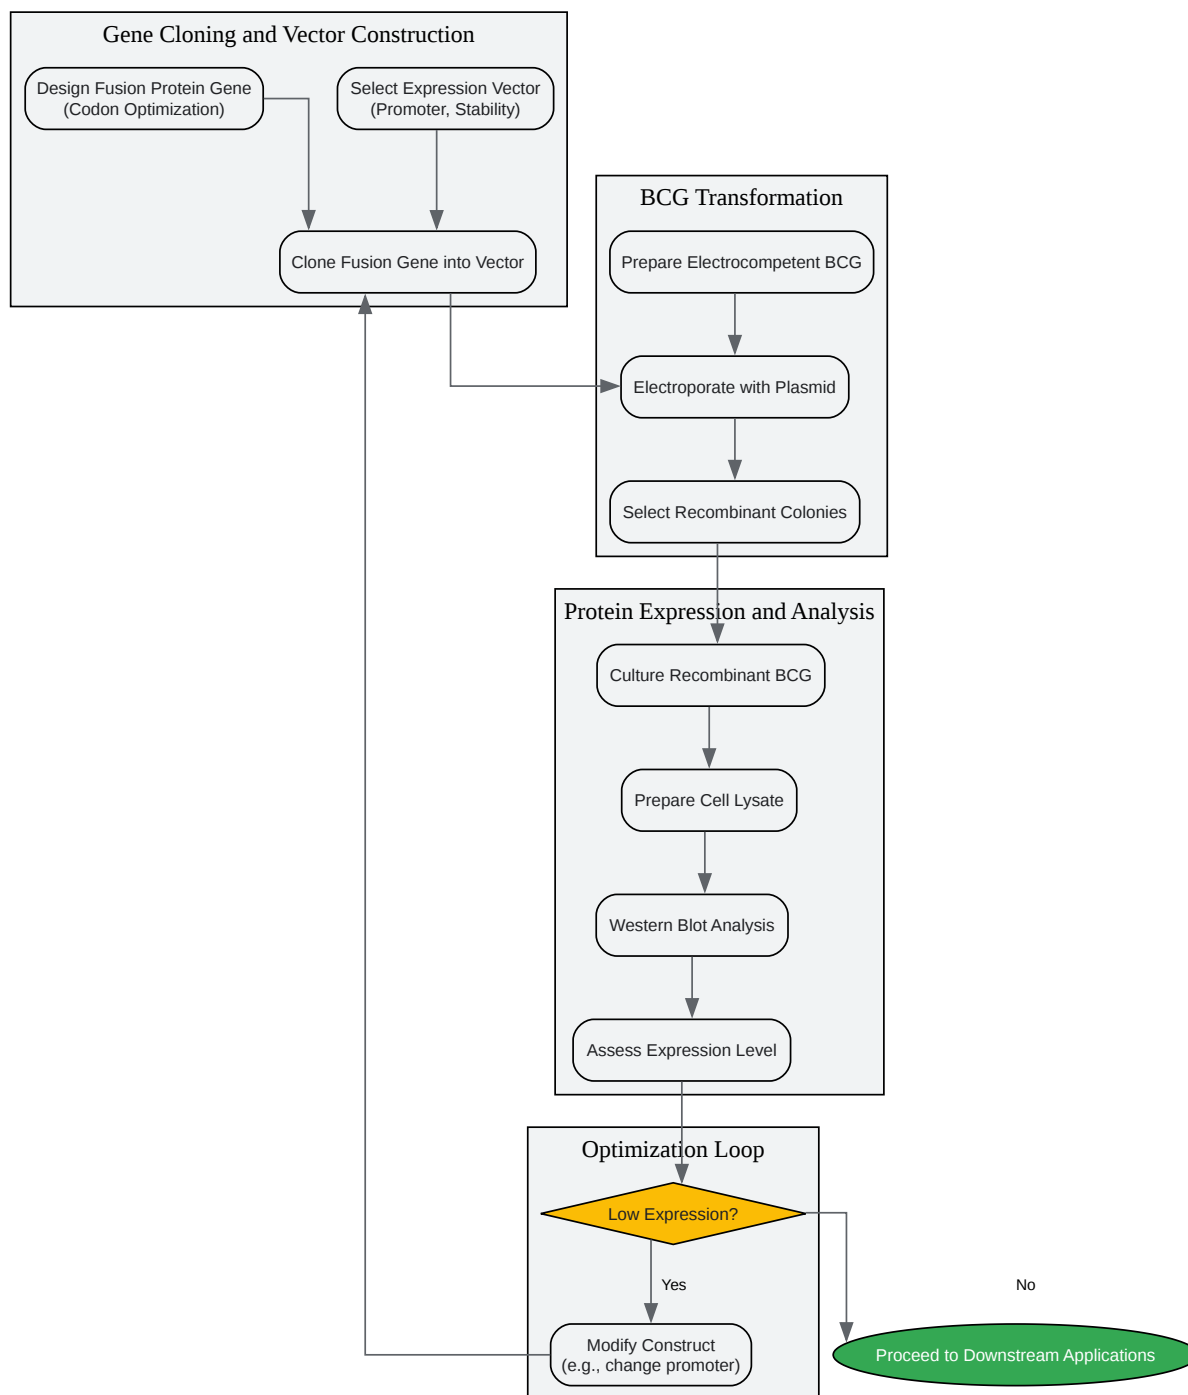 Gene Cloning and Vector Construction
Design Fusion Protein Gene
(Codon Optimization)
Select Expression Vector
(Promoter, Stability)
Clone Fusion Gene into Vector
BCG Transformation
Prepare Electrocompetent BCG
Electroporate with Plasmid
Select Recombinant Colonies
Protein Expression and Analysis
Culture Recombinant BCG
Prepare Cell Lysate
Western Blot Analysis
Assess Expression Level
Optimization Loop
Low Expression?
Yes
No
Modify Construct
(e.g., change promoter)
Proceed to Downstream Applications